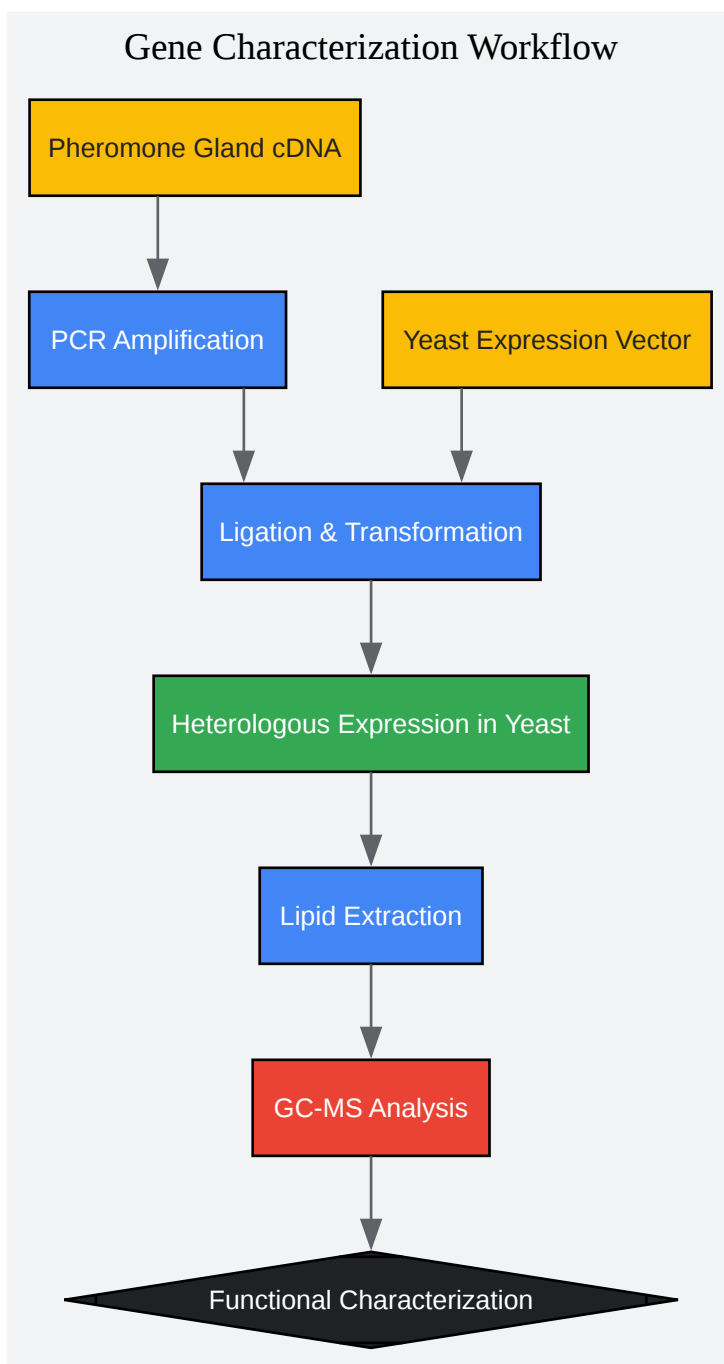 Gene Characterization Workflow
Pheromone Gland cDNA
PCR Amplification
Yeast Expression Vector
Ligation & Transformation
Heterologous Expression in Yeast
Lipid Extraction
GC-MS Analysis
Functional Characterization